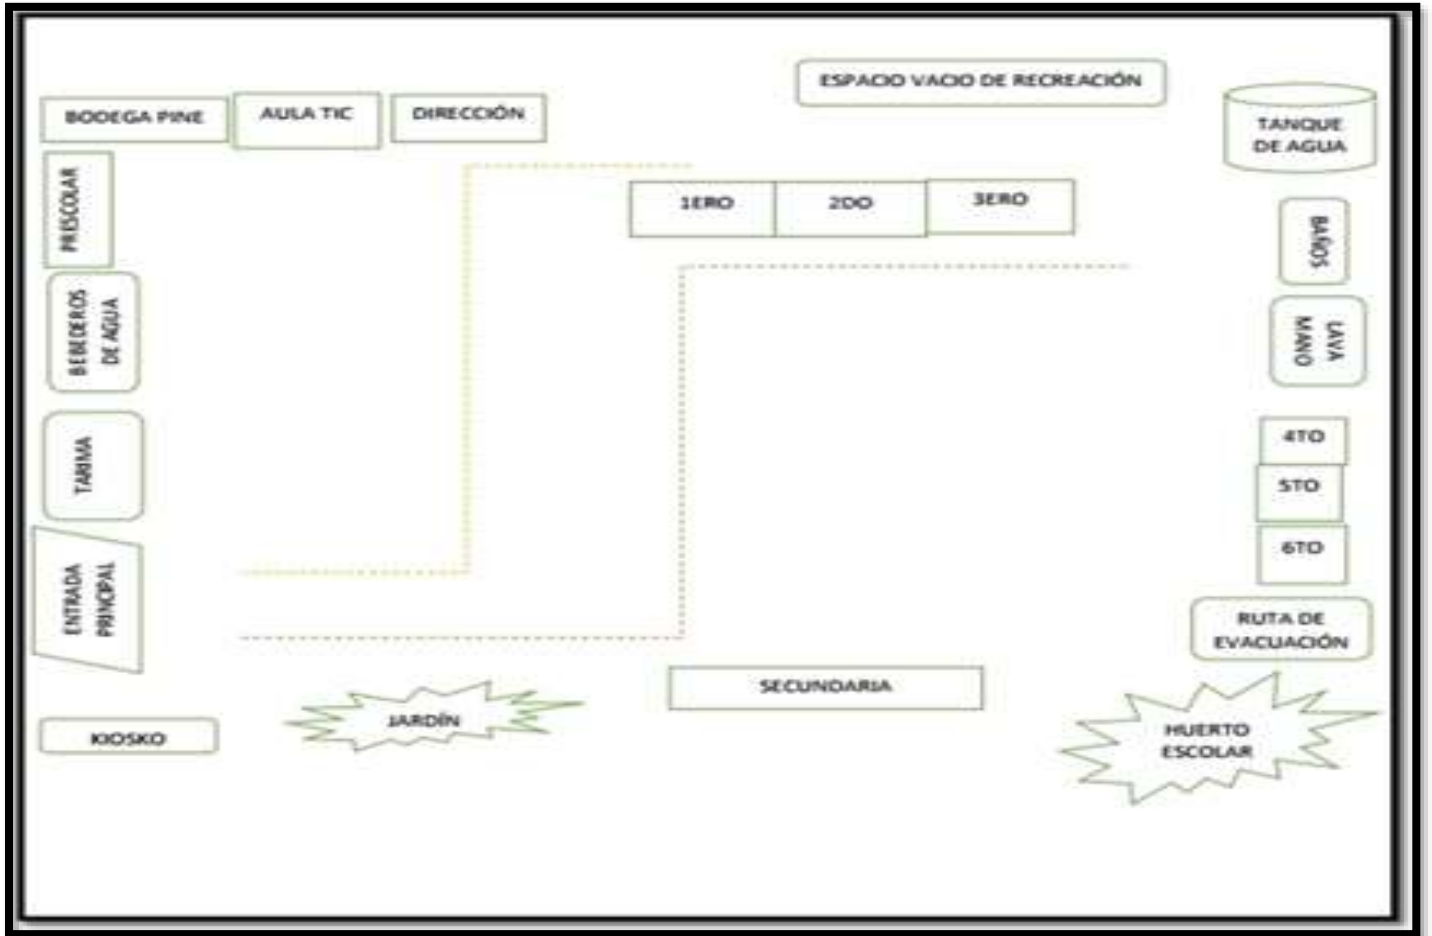 ESPACIO VACIO DE RECREACIÓN
BODEGA PINE
AULA TIC
DIRECCIÓN
TANQUE
DE AGUA
PRESCOLAR
1ERO
2DO
3ERO
BAÑOS
BEBEDEROS
DE AGUA
LAVA
MANO
TARIMA
4TO
5TO
6TO
ENTRADA
PRINCIPAL
RUTA DE
EVACUACIÓN
SECUNDARIA
JARDÍN
KIOSKO
HUERTO
ESCOLAR